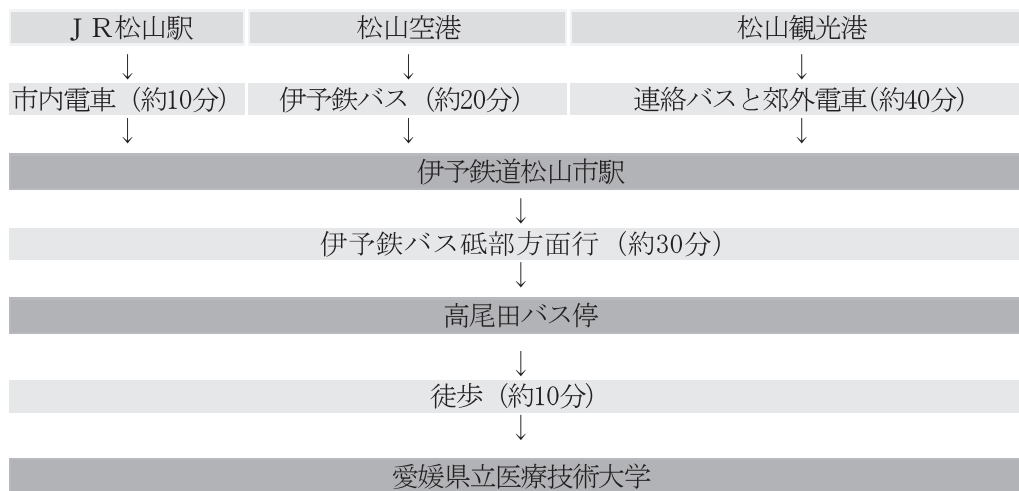 ＪＲ松山駅 松山空港 松山観光港
↓ ↓ ↓
市内電車（約10分） 伊予鉄バス（約20分） 連絡バスと郊外電車（約40分）
↓ ↓ ↓
伊予鉄道松山市駅
↓
伊予鉄バス砥部方面行（約30分）
↓
高尾田バス停
↓
徒歩（約10分）
↓
愛媛県立医療技術大学